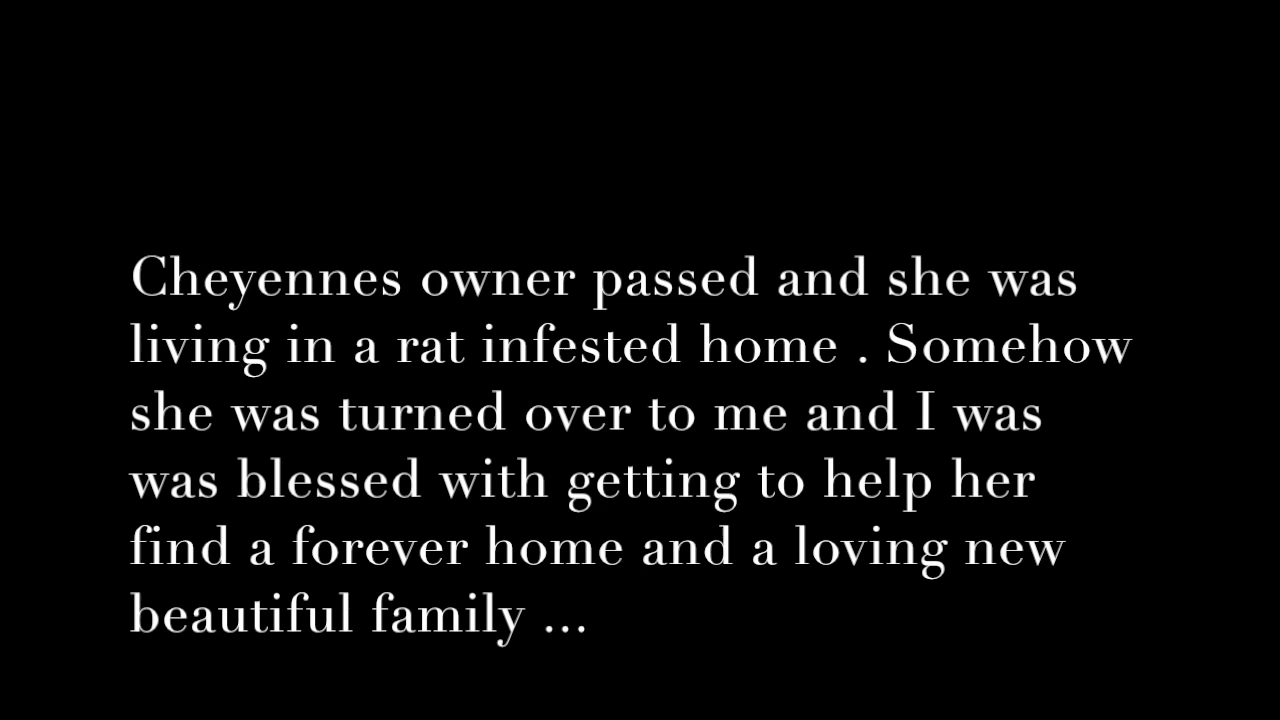 Cheyennes owner passed and she was
living in a rat infested home . Somehow
she was turned over to me and I was
was blessed with getting to help her
find a forever home and a loving new
beautiful family ...